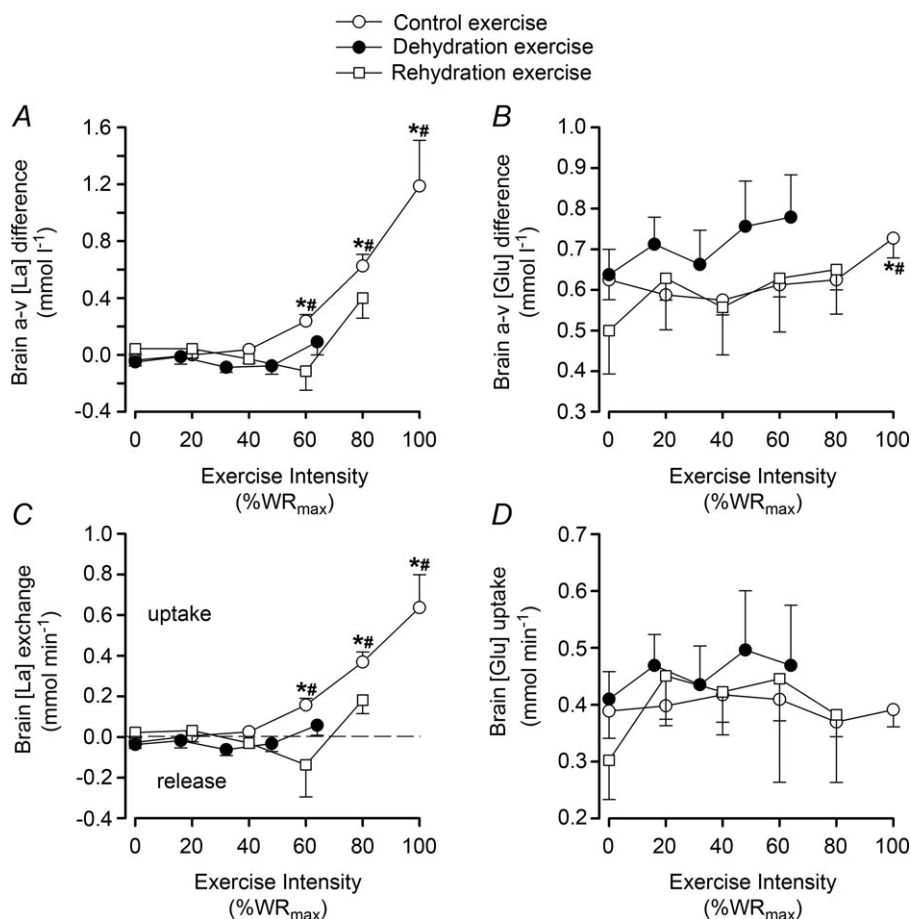 Control exercise
Dehydration exercise
Rehydration exercise
A
B
1.6
1.2
0.8
0.4
0.0
-0.4
Brain a-v [La] difference
(mmol l⁻¹)
*#
*#
*#
0 20 40 60 80 100
Exercise Intensity
(%WRmax)
1.0
0.9
0.8
0.7
0.6
0.5
0.4
0.3
Brain a-v [Glu] difference
(mmol l⁻¹)
*#
0 20 40 60 80 100
Exercise Intensity
(%WRmax)
C
D
1.0
0.8
0.6
0.4
0.2
0.0
-0.2
-0.4
Brain [La] exchange
(mmol min⁻¹)
uptake
release
*#
*#
*#
0 20 40 60 80 100
Exercise Intensity
(%WRmax)
0.7
0.6
0.5
0.4
0.3
0.2
Brain [Glu] uptake
(mmol min⁻¹)
0 20 40 60 80 100
Exercise Intensity
(%WRmax)